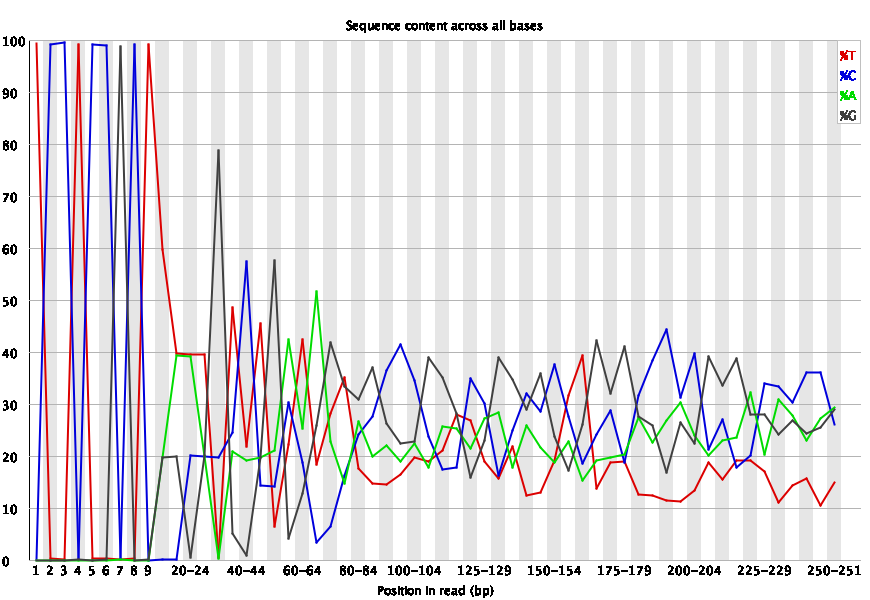 Sequence content across all bases
%T
%C
%A
%G
100
90
80
70
60
50
40
30
20
10
0
1 2 3 4 5 6 7 8 9 20-24 40-44 60-64 80-84 100-104 125-129 150-154 175-179 200-204 225-229 250-251
Position in read (bp)